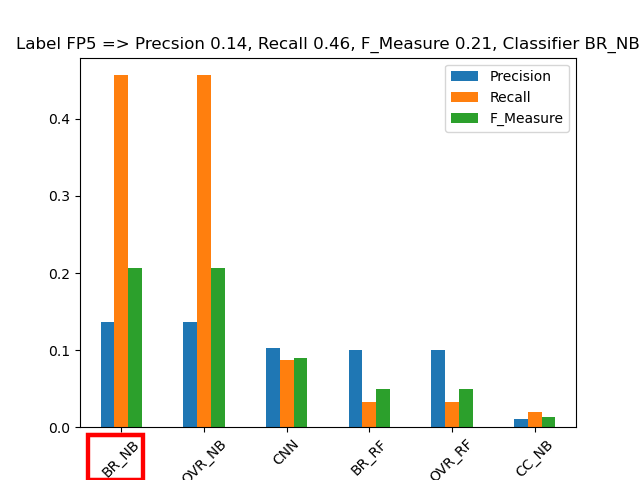 Label FP5 => Precsion 0.14, Recall 0.46, F_Measure 0.21, Classifier BR_NB
Precision
Recall
F_Measure
0.4
0.3
0.2
0.1
0.0
BR_NB
OVR_NB
CNN
BR_RF
OVR_RF
CC_NB